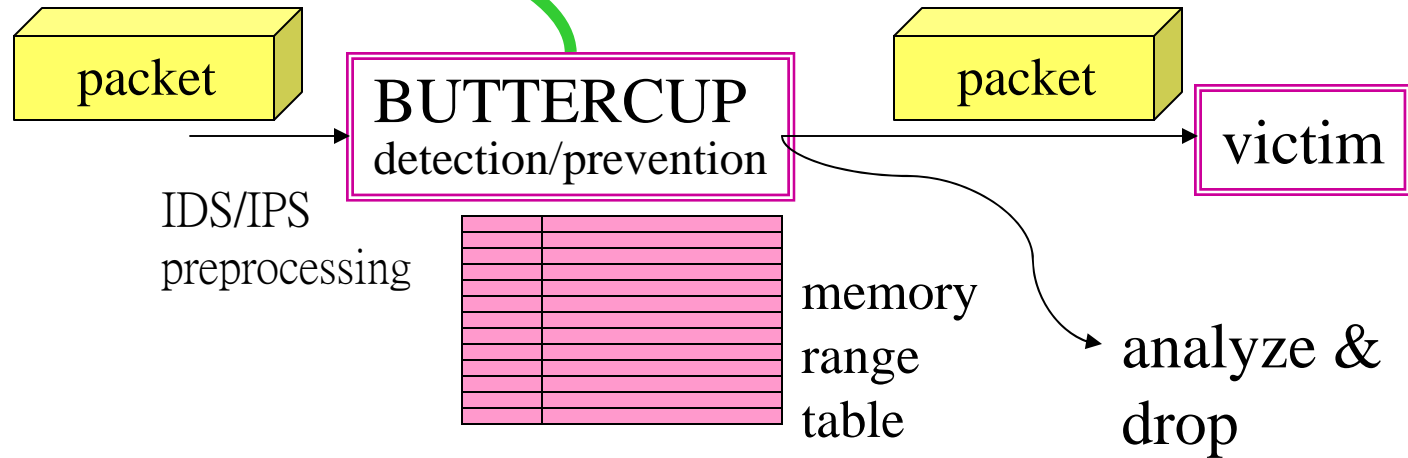 packet
BUTTERCUP
detection/prevention
packet
victim
IDS/IPS
preprocessing
memory
range
table
analyze &
drop